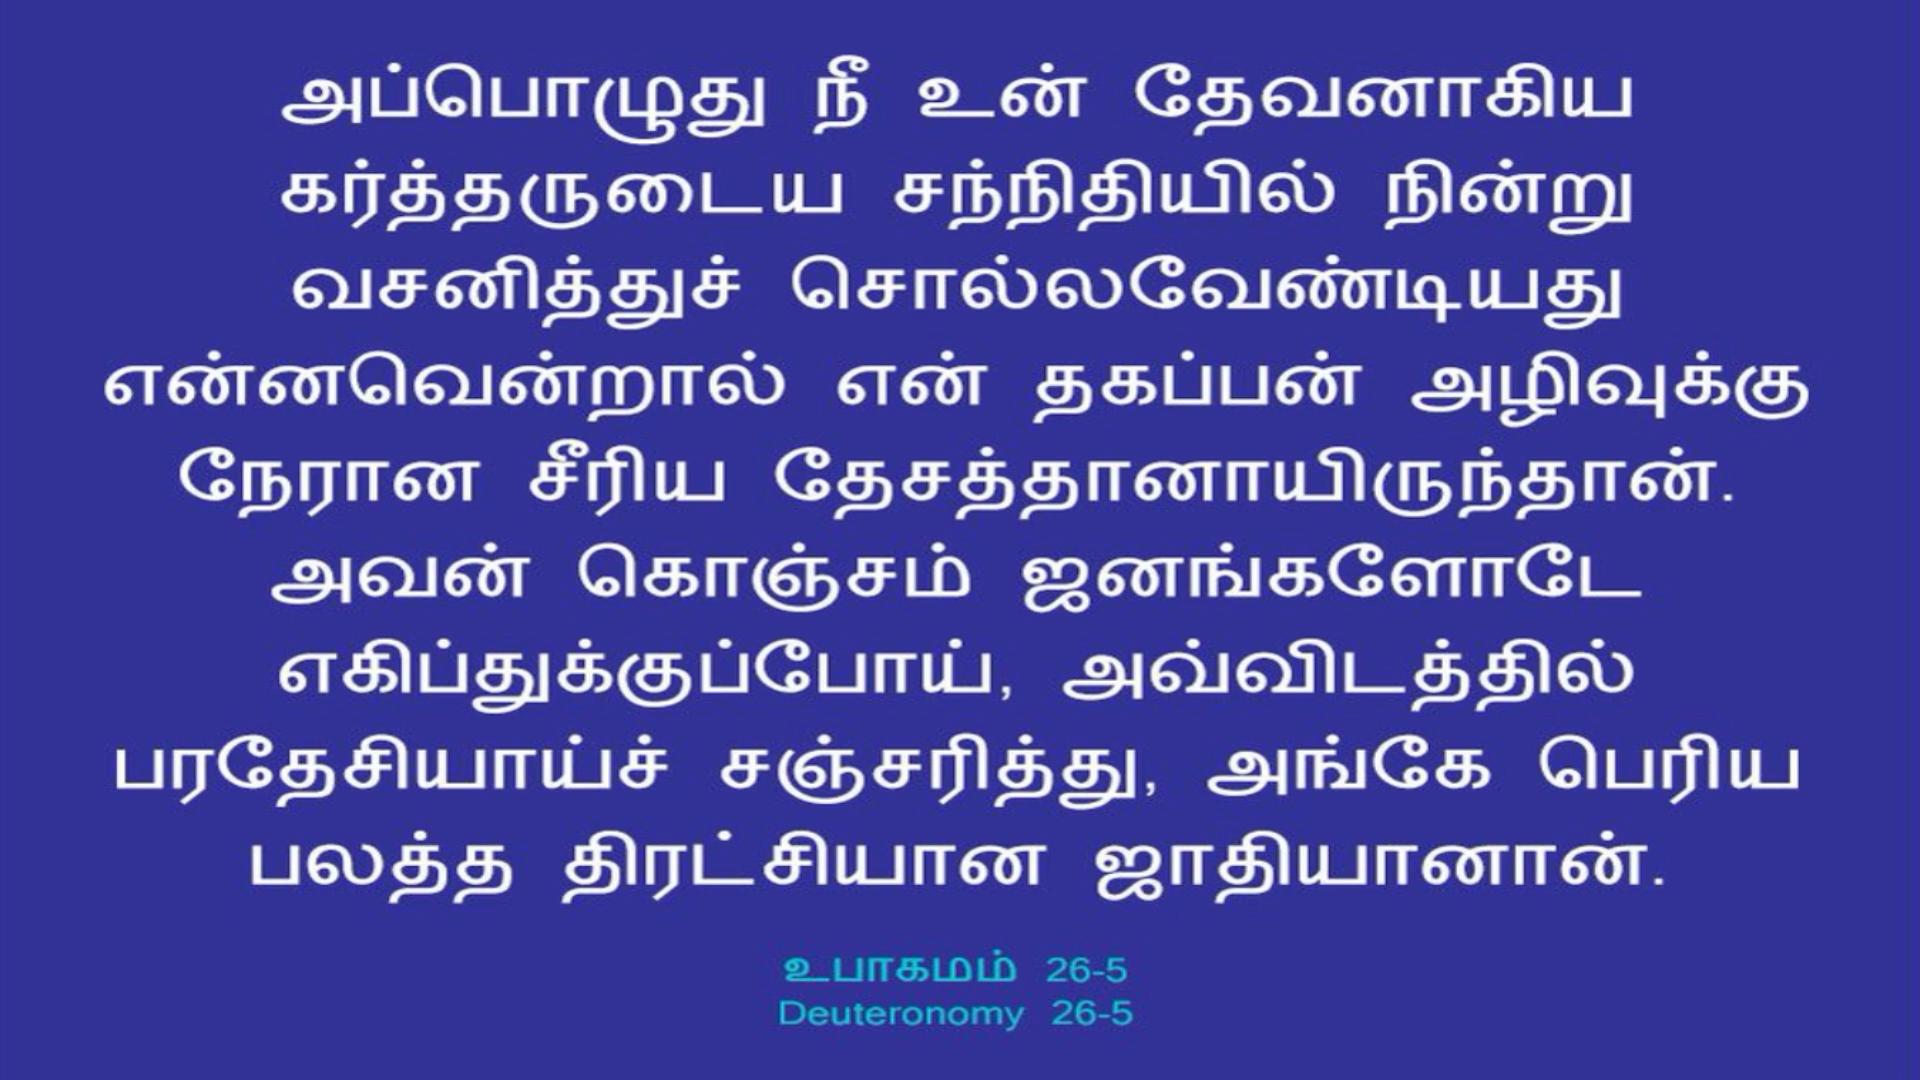 அப்பொழுது நீ உன் தேவனாகிய
கர்த்தருடைய சந்நிதியில் நின்று
வசனித்துச் சொல்லவேண்டியது
என்னவென்றால் என் தகப்பன் அழிவுக்கு
நேரான சீரிய தேசத்தானாயிருந்தான்.
அவன் கொஞ்சம் ஜனங்களோடே
எகிப்துக்குப்போய், அவ்விடத்தில்
பரதேசியாய்ச் சஞ்சரித்து, அங்கே பெரிய
பலத்த திரட்சியான ஜாதியானான்.
உபாகமம் 26-5
Deuteronomy 26-5